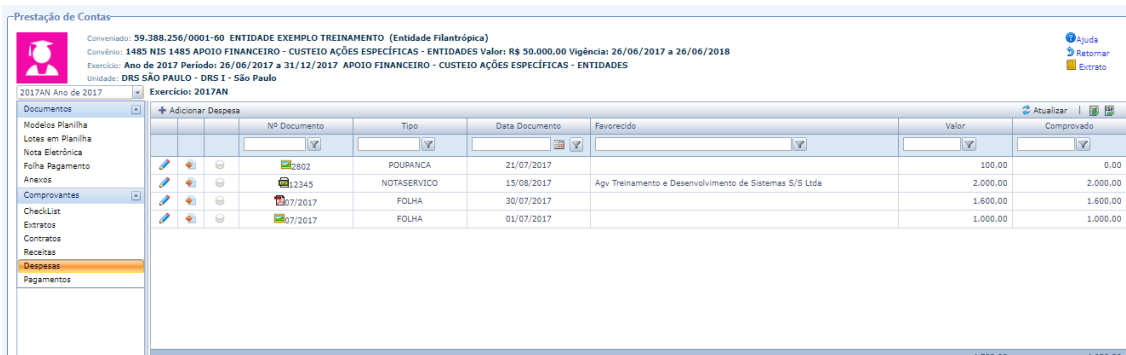 Prestação de Contas
Conveniado: 59.388.256/0001-60 ENTIDADE EXEMPLO TREINAMENTO (Entidade Filantrópica)
Convênio: 1485 NIS 1485 APOIO FINANCEIRO - CUSTEIO AÇÕES ESPECÍFICAS - ENTIDADES Valor: R$ 50.000,00 Vigência: 26/06/2017 a 26/06/2018
Exercício: Ano de 2017 Período: 26/06/2017 a 31/12/2017 APOIO FINANCEIRO - CUSTEIO AÇÕES ESPECÍFICAS - ENTIDADES
Unidade: DRS SÃO PAULO - DRS I - São Paulo
Ajuda
Retornar
Extrato
2017AN Ano de 2017 Exercício: 2017AN
Documentos
Modelos Planilha
Lotes em Planilha
Nota Eletrônica
Folha Pagamento
Anexos
Comprovantes
CheckList
Extratos
Contratos
Receitas
Despesas
Pagamentos
Adicionar Despesa Atualizar
Nº Documento Tipo Data Documento Favorecido Valor Comprovado
2802 POUPANCA 21/07/2017 100,00 0,00
12345 NOTASERVICO 15/08/2017 Agv Treinamento e Desenvolvimento de Sistemas S/S Ltda 2.000,00 2.000,00
07/2017 FOLHA 30/07/2017 1.600,00 1.600,00
07/2017 FOLHA 01/07/2017 1.000,00 1.000,00